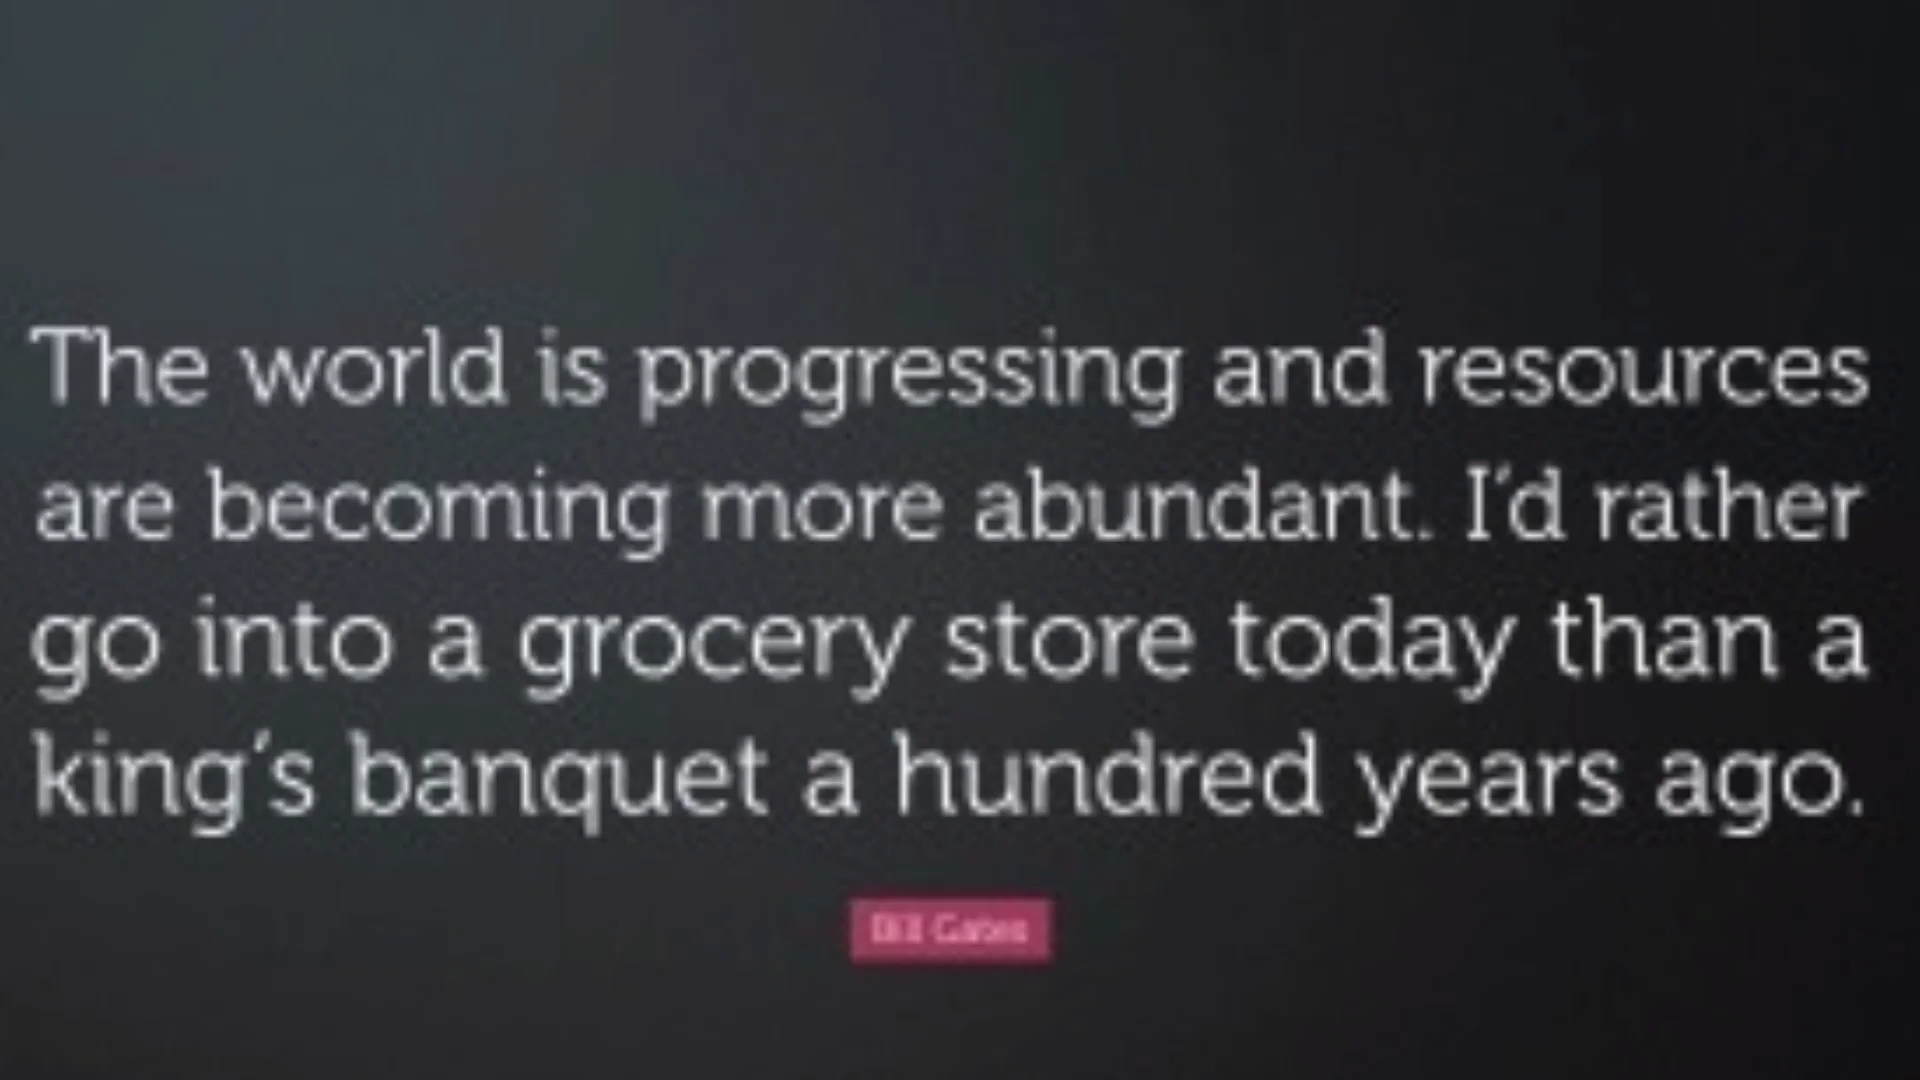 The world is progressing and resources
are becoming more abundant. I'd rather
go into a grocery store today than a
king's banquet a hundred years ago.
Bill Gates